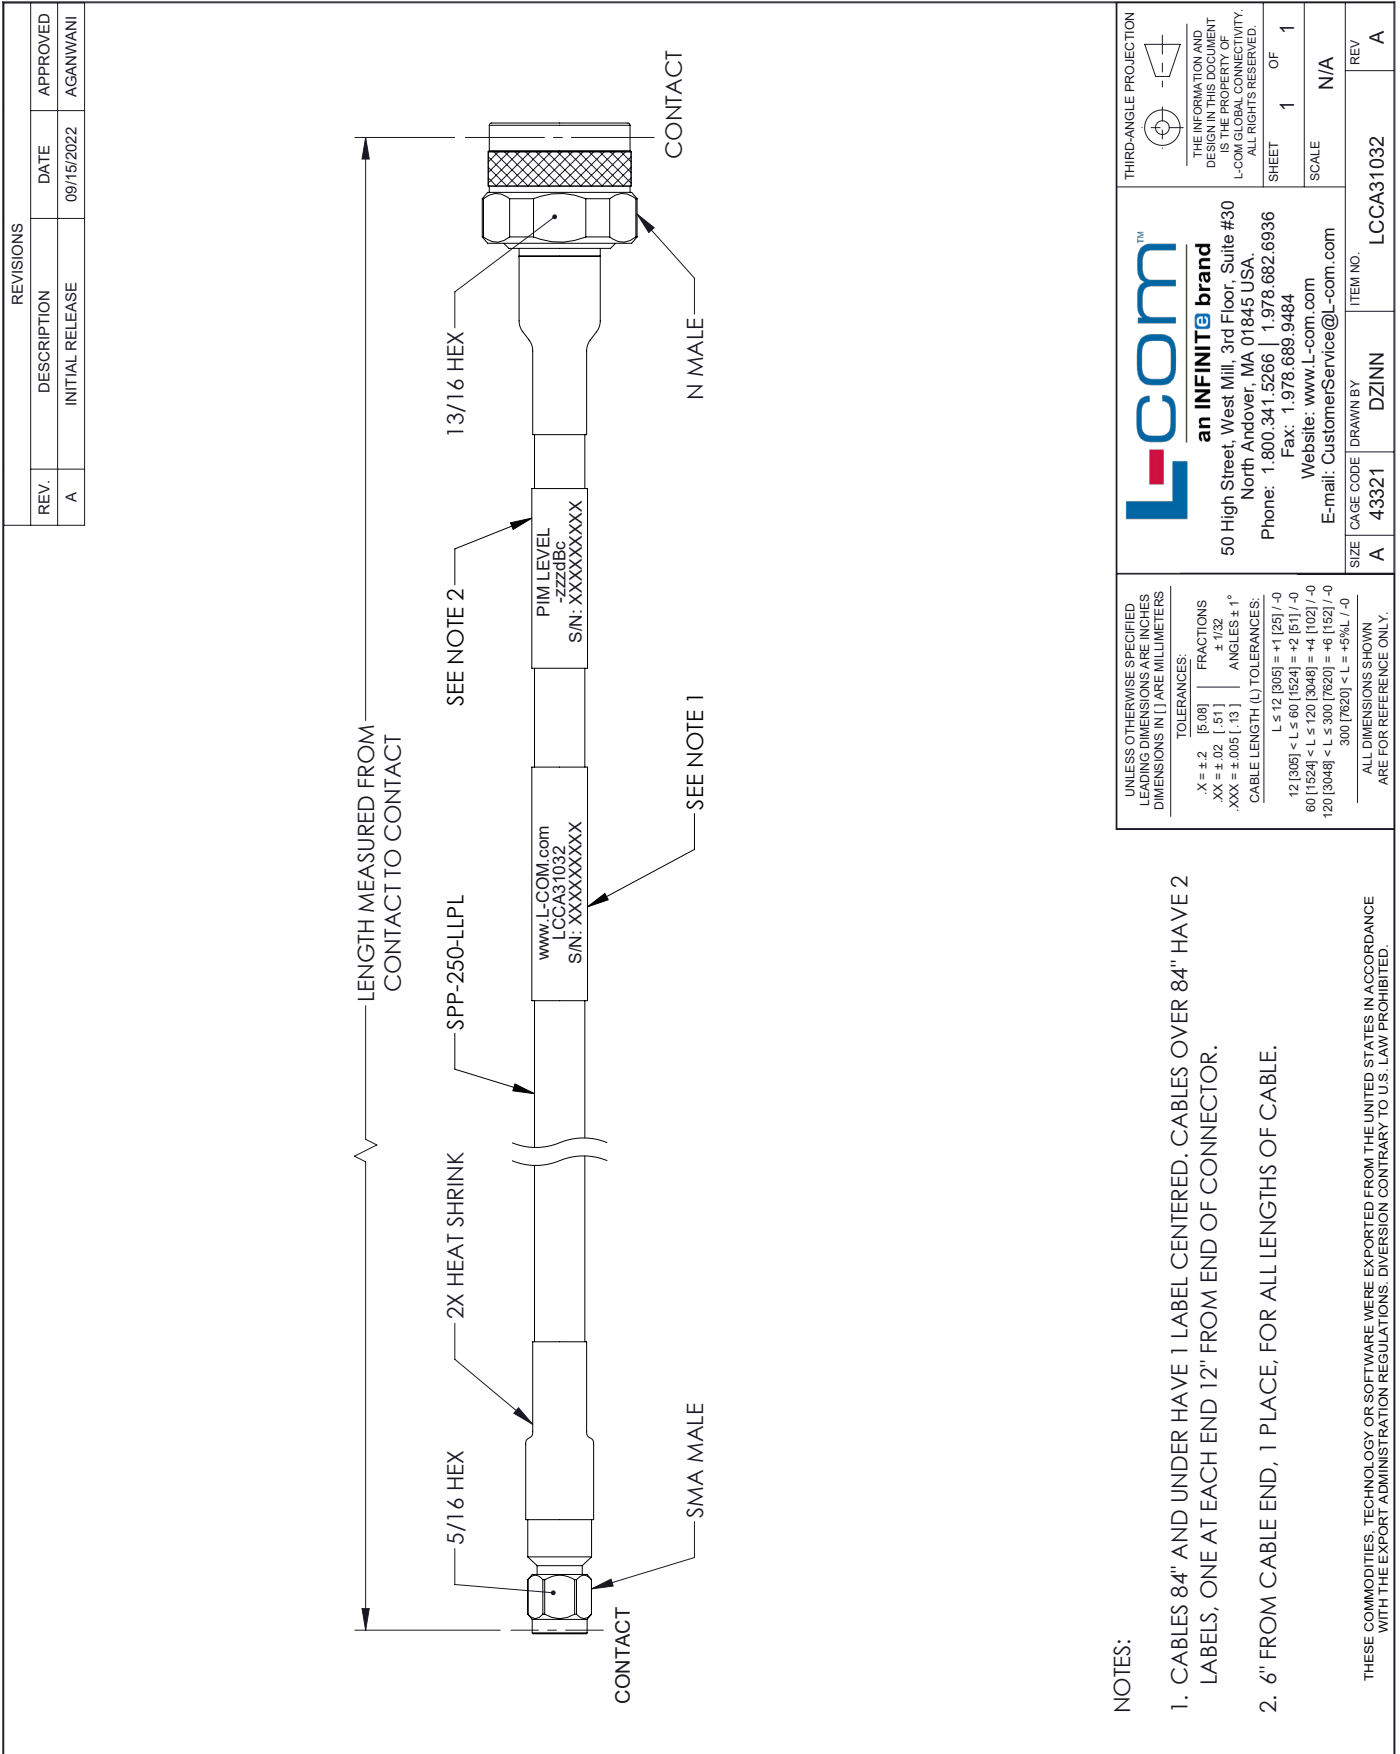 REVISIONS
REV.
DESCRIPTION
DATE
APPROVED
A
INITIAL RELEASE
09/15/2022
AGANWANI
LENGTH MEASURED FROM
CONTACT TO CONTACT
5/16 HEX
2X HEAT SHRINK
SPP-250-LLPL
SEE NOTE 2
13/16 HEX
www.L-COM.com
LCCA31032
S/N: XXXXXXXXXX
PIM LEVEL
-zzzdBc
S/N: XXXXXXXXXX
CONTACT
SMA MALE
SEE NOTE 1
N MALE
CONTACT
NOTES:
1. CABLES 84" AND UNDER HAVE 1 LABEL CENTERED. CABLES OVER 84" HAVE 2
LABELS, ONE AT EACH END 12" FROM END OF CONNECTOR.
2. 6" FROM CABLE END, 1 PLACE, FOR ALL LENGTHS OF CABLE.
THESE COMMODITIES, TECHNOLOGY OR SOFTWARE WERE EXPORTED FROM THE UNITED STATES IN ACCORDANCE
WITH THE EXPORT ADMINISTRATION REGULATIONS. DIVERSION CONTRARY TO U.S. LAW PROHIBITED.
UNLESS OTHERWISE SPECIFIED
LEADING DIMENSIONS ARE INCHES
DIMENSIONS IN [ ] ARE MILLIMETERS
TOLERANCES:
.X = ±.2 [5.08] FRACTIONS
.XX = ±.02 [.51] ± 1/32
.XXX = ±.005 [.13] ANGLES ± 1°
CABLE LENGTH (L) TOLERANCES:
L ≤ 12 [305] = +1 [25] / -0
12 [305] < L ≤ 60 [1524] = +2 [51] / -0
60 [1524] < L ≤ 120 [3048] = +4 [102] / -0
120 [3048] < L ≤ 300 [7620] = +6 [152] / -0
300 [7620] < L = +5%L / -0
ALL DIMENSIONS SHOWN
ARE FOR REFERENCE ONLY.
L-com™
an INFINITe brand
50 High Street, West Mill, 3rd Floor, Suite #30
North Andover, MA 01845 USA.
Phone: 1.800.341.5266 | 1.978.682.6936
Fax: 1.978.689.9484
Website: www.L-com.com
E-mail: CustomerService@L-com.com
THIRD-ANGLE PROJECTION
THE INFORMATION AND
DESIGN IN THIS DOCUMENT
IS THE PROPERTY OF
L-COM GLOBAL CONNECTIVITY.
ALL RIGHTS RESERVED.
SHEET 1 OF 1
SCALE N/A
SIZE
A
CAGE CODE
43321
DRAWN BY
DZINN
ITEM NO.
LCCA31032
REV
A